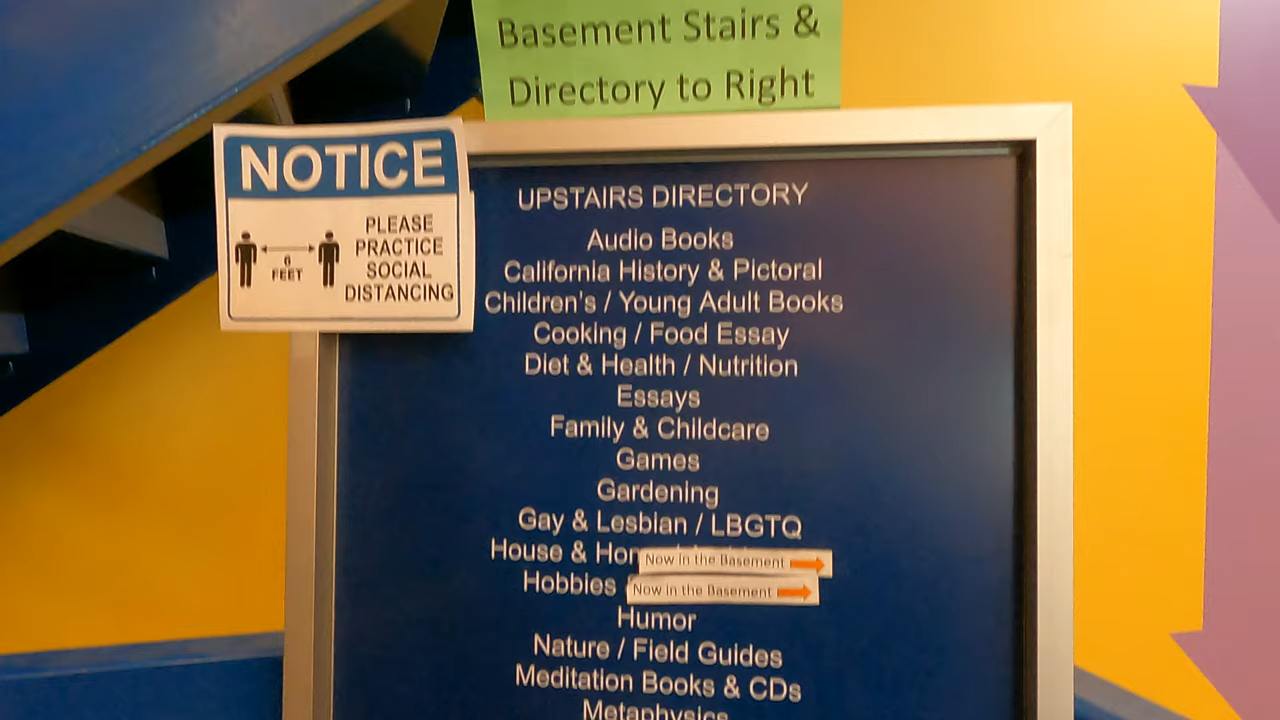 Basement Stairs &
Directory to Right
NOTICE
PLEASE
PRACTICE
SOCIAL
DISTANCING
6
FEET
UPSTAIRS DIRECTORY
Audio Books
California History & Pictoral
Children's / Young Adult Books
Cooking / Food Essay
Diet & Health / Nutrition
Essays
Family & Childcare
Games
Gardening
Gay & Lesbian / LBGTQ
House &
Now in the Basement
Hobbies
Now in the Basement
Humor
Nature / Field Guides
Meditation Books & CDs
Metaphysics